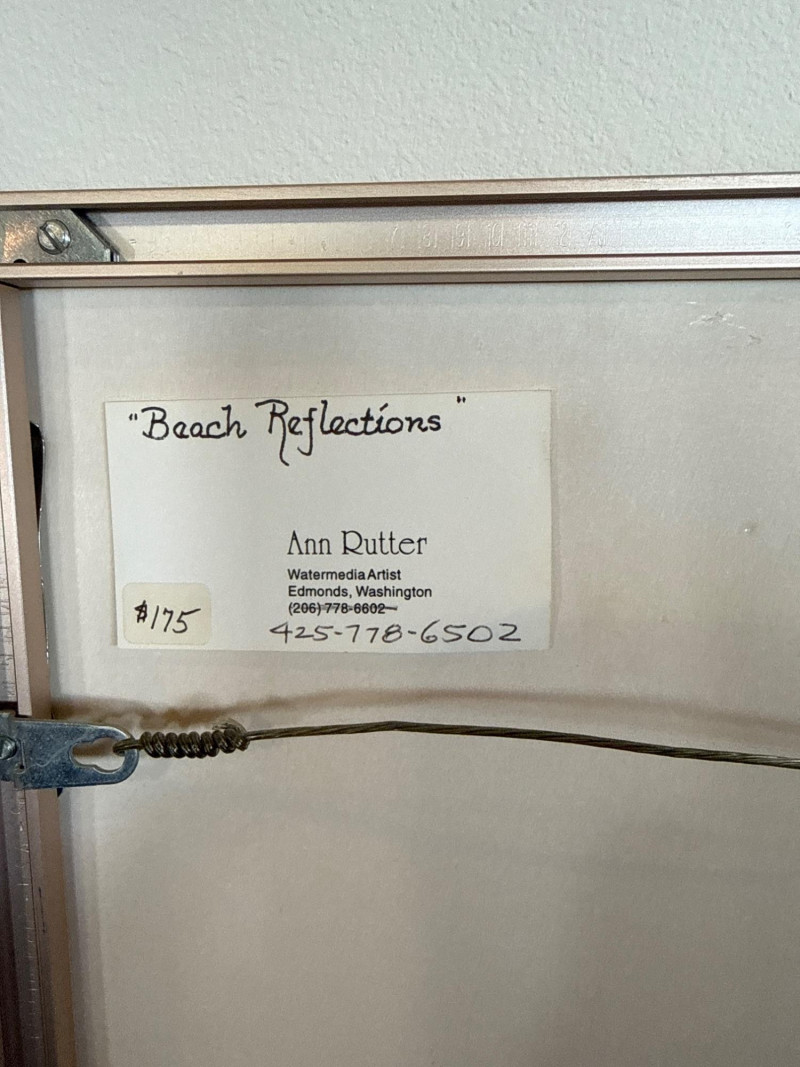 "Beach Reflections"
Ann Rutter
Watermedia Artist
Edmonds, Washington
(206) 778-6602
$175
425-778-6502